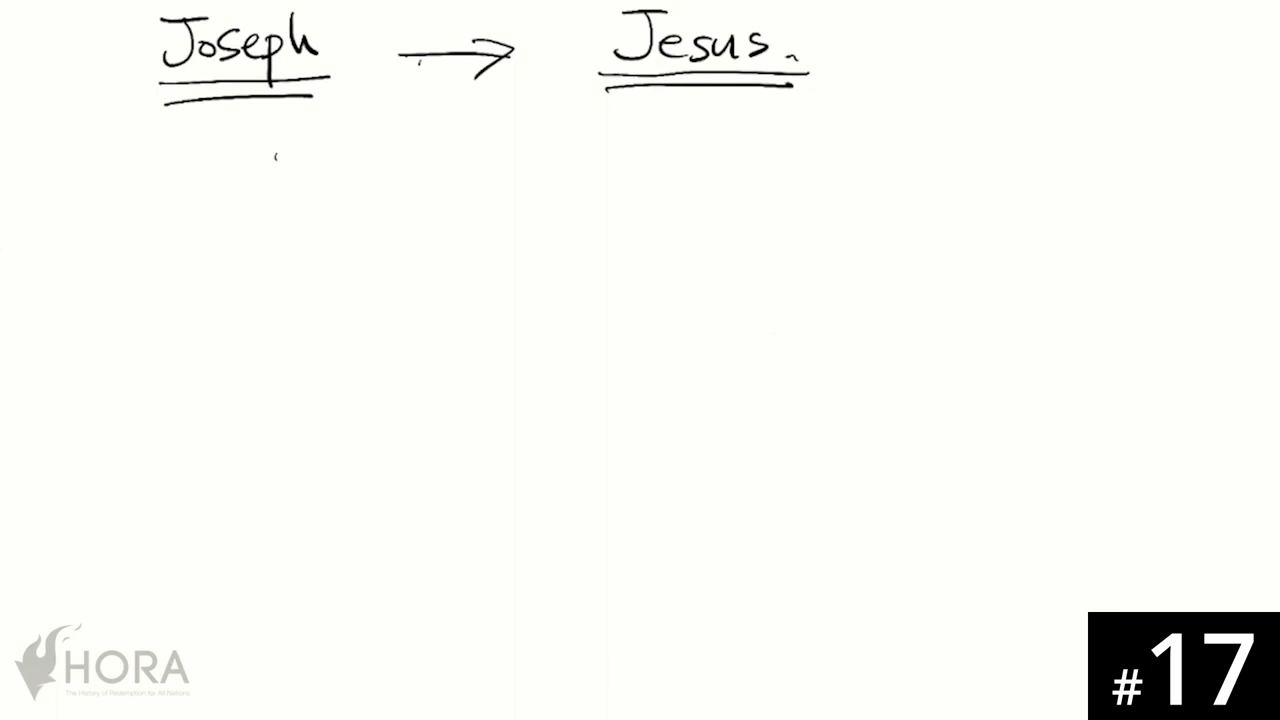 Joseph → Jesus.
HORA
The History of Redemption for All Nations
#17